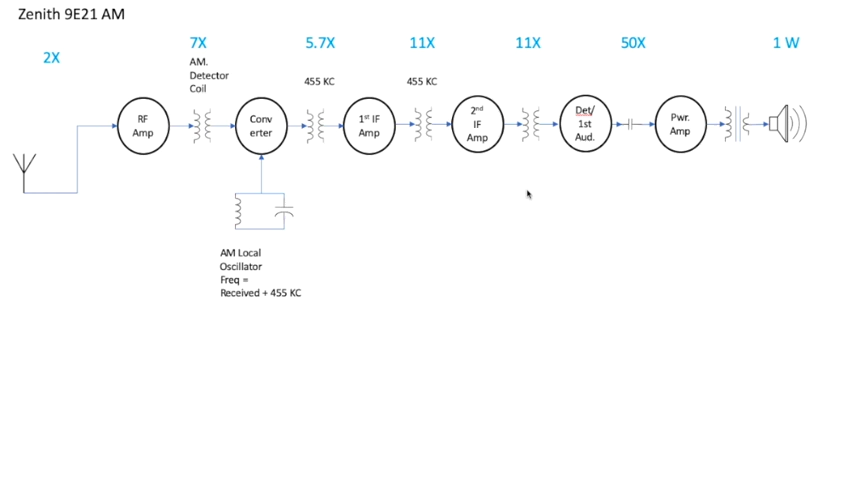 Zenith 9E21 AM
2X
7X
5.7X
11X
11X
50X
1 W
AM.
Detector
Coil
455 KC
455 KC
RF
Amp
Conv
erter
1st IF
Amp
2nd
IF
Amp
Det/
1st
Aud.
Pwr.
Amp
AM Local
Oscillator
Freq =
Received + 455 KC